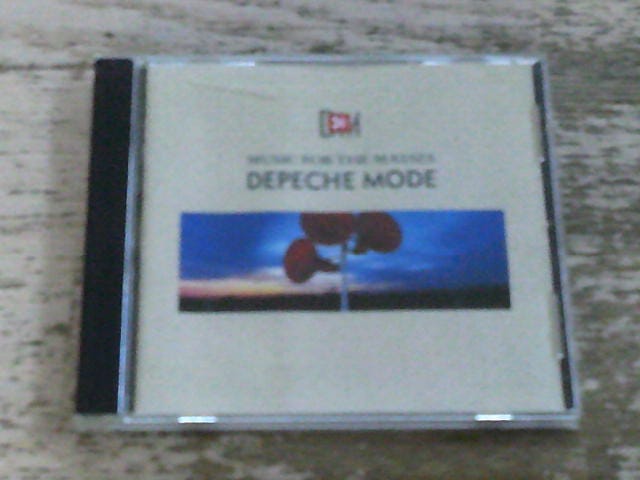 MUSIC FOR THE MASSES
DEPECHE MODE